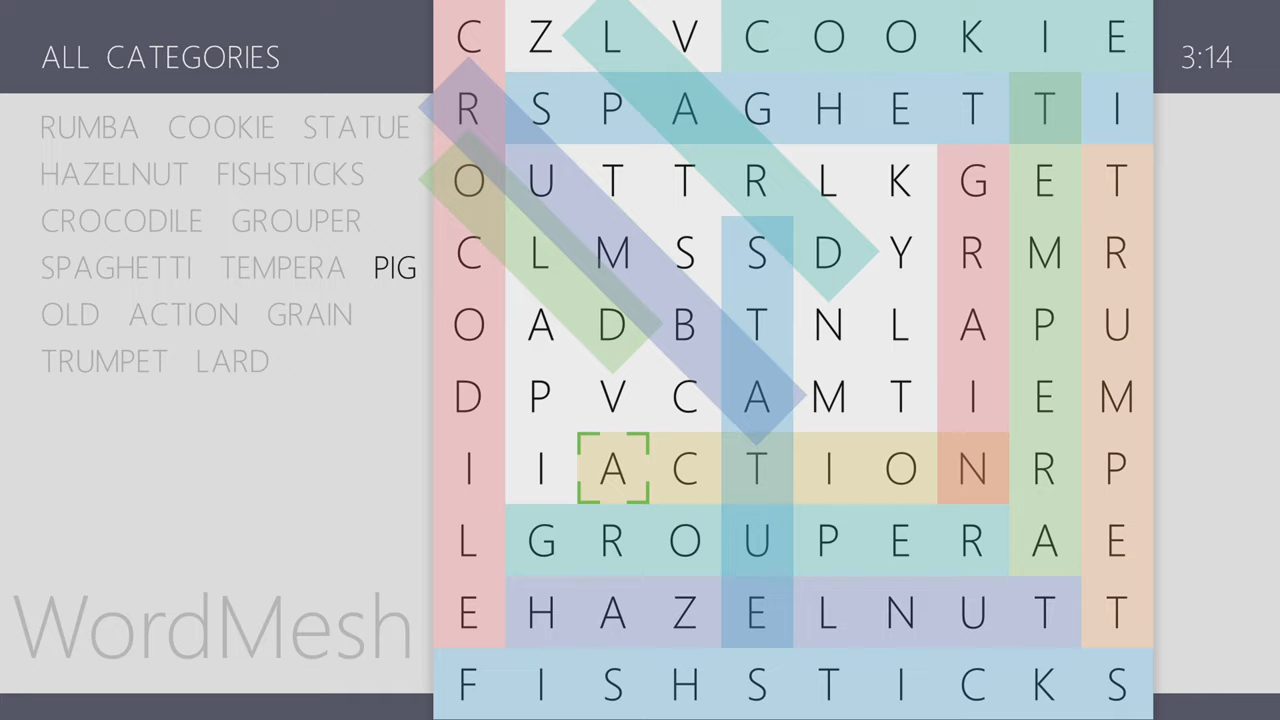 ALL CATEGORIES
3:14
RUMBA COOKIE STATUE
HAZELNUT FISHSTICKS
CROCODILE GROUPER
SPAGHETTI TEMPERA PIG
OLD ACTION GRAIN
TRUMPET LARD
WordMesh
C Z L V C O O K I E
R S P A G H E T T I
O U T T R L K G E T
C L M S S D Y R M R
O A D B T N L A P U
D P V C A M T I E M
I I A C T I O N R P
L G R O U P E R A E
E H A Z E L N U T T
F I S H S T I C K S